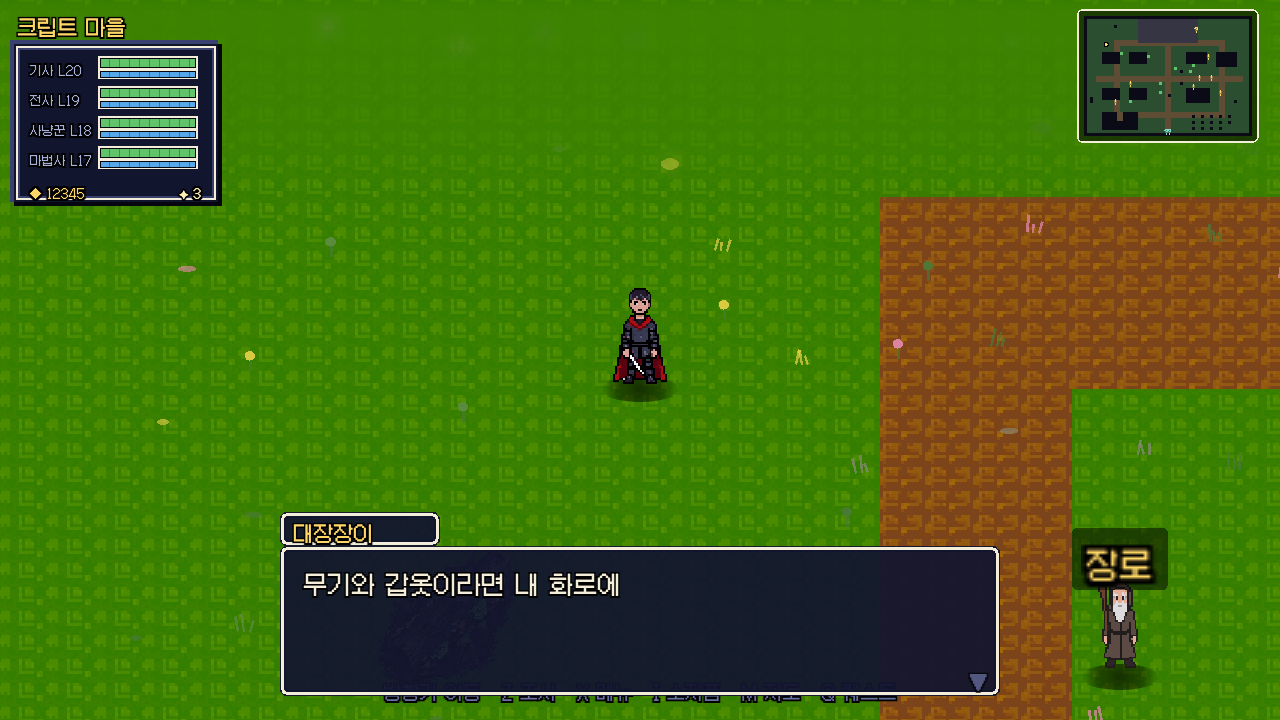 크립트 마을
기사 L20
전사 L19
사냥꾼 L18
마법사 L17
12345
3
대장장이
무기와 갑옷이라면 내 화로에
장로